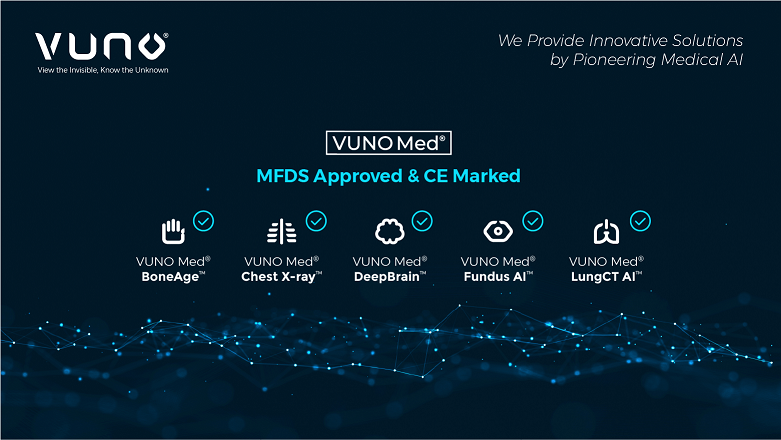 VUNO®
View the Invisible, Know the Unknown
We Provide Innovative Solutions
by Pioneering Medical AI
VUNO Med®
MFDS Approved & CE Marked
VUNO Med®
BoneAge™
VUNO Med®
Chest X-ray™
VUNO Med®
DeepBrain™
VUNO Med®
Fundus AI™
VUNO Med®
LungCT AI™